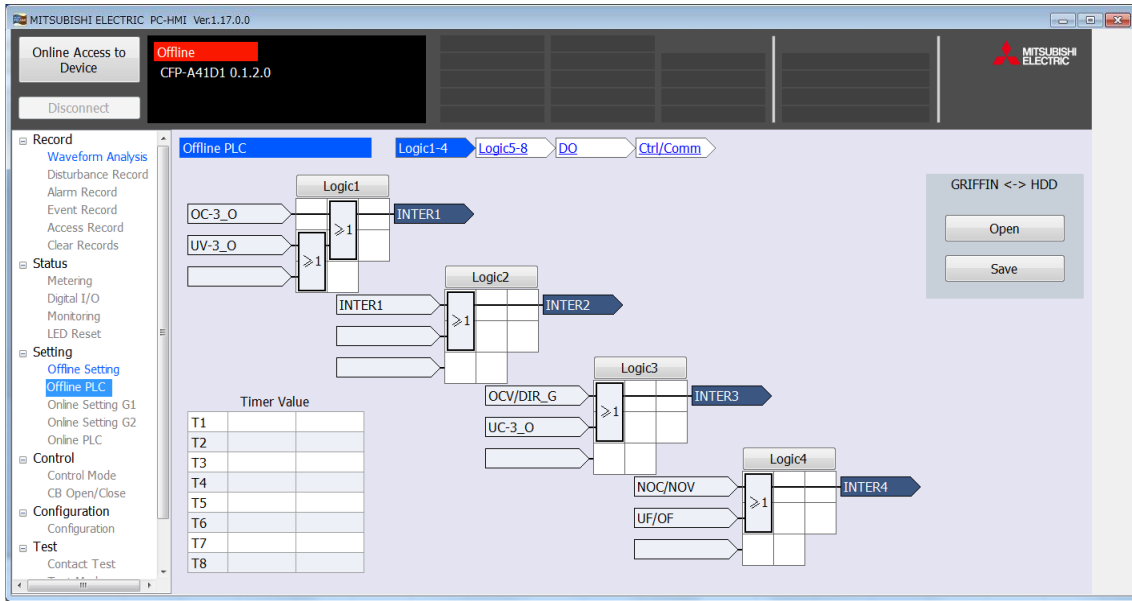 MITSUBISHI ELECTRIC PC-HMI Ver.1.17.0.0
Online Access to
Device
Disconnect
Offline
CFP-A41D1 0.1.2.0
MITSUBISHI
ELECTRIC
Record
Waveform Analysis
Disturbance Record
Alarm Record
Event Record
Access Record
Clear Records
Status
Metering
Digital I/O
Monitoring
LED Reset
Setting
Offline Setting
Offline PLC
Online Setting G1
Online Setting G2
Online PLC
Control
Control Mode
CB Open/Close
Configuration
Configuration
Test
Contact Test
Offline PLC
Logic1-4
Logic5-8
DO
Ctrl/Comm
Logic1
OC-3_O
UV-3_O
≥1
≥1
INTER1
Logic2
INTER1
≥1
INTER2
Logic3
OCV/DIR_G
UC-3_O
≥1
INTER3
Logic4
NOC/NOV
UF/OF
≥1
INTER4
Timer Value
T1
T2
T3
T4
T5
T6
T7
T8
GRIFFIN <-> HDD
Open
Save